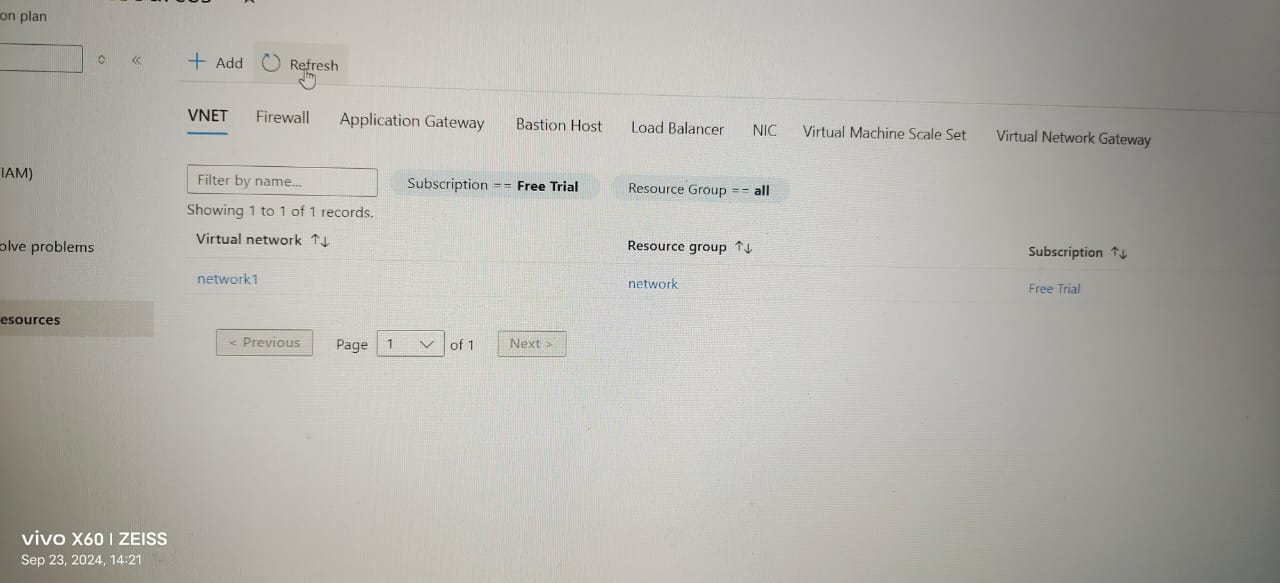 on plan
Add
Refresh
VNET
Firewall
Application Gateway
Bastion Host
Load Balancer
NIC
Virtual Machine Scale Set
Virtual Network Gateway
IAM)
Filter by name...
Subscription == Free Trial
Resource Group == all
Showing 1 to 1 of 1 records.
Virtual network
Resource group
Subscription
olve problems
network1
network
Free Trial
esources
< Previous
Page
1
of 1
Next >
vivo X60 | ZEISS
Sep 23, 2024, 14:21